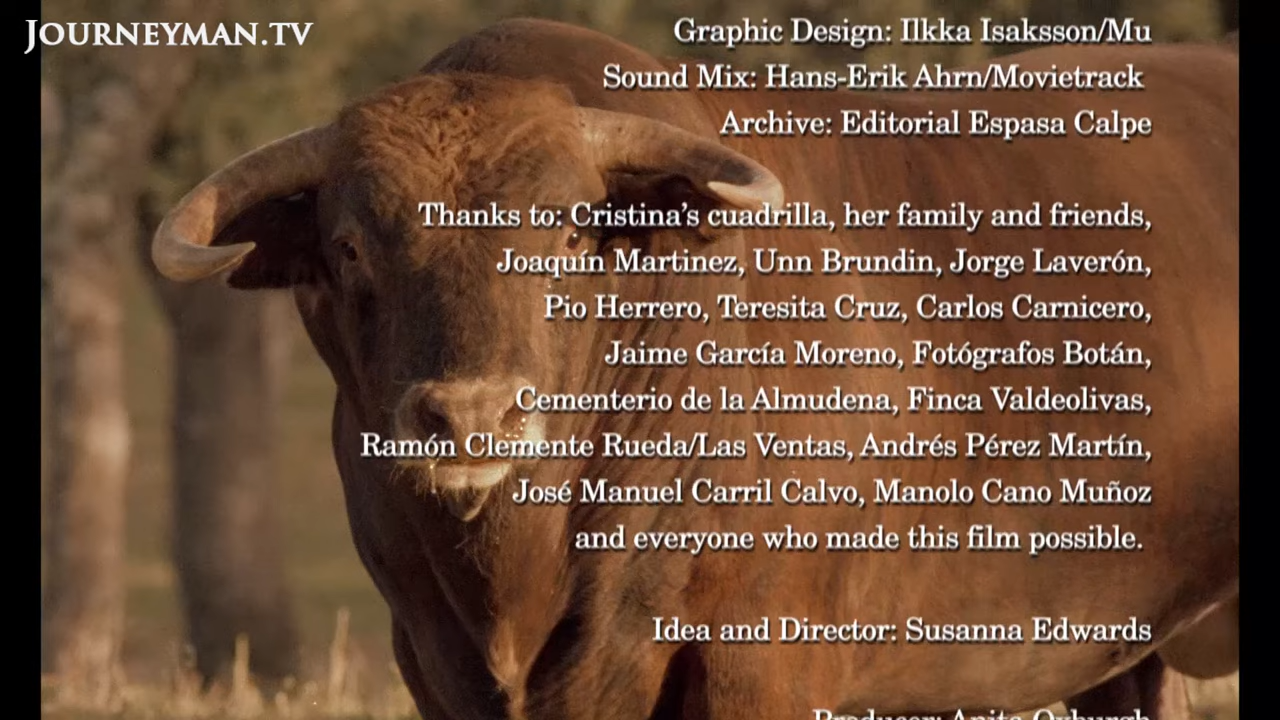 JOURNEYMAN.TV
Graphic Design: Ilkka Isaksson/Mu
Sound Mix: Hans-Erik Ahrn/Movietrack
Archive: Editorial Espasa Calpe
Thanks to: Cristina's cuadrilla, her family and friends,
Joaquín Martinez, Unn Brundin, Jorge Laverón,
Pio Herrero, Teresita Cruz, Carlos Carnicero,
Jaime García Moreno, Fotógrafos Botán,
Cementerio de la Almudena, Finca Valdeolivas,
Ramón Clemente Rueda/Las Ventas, Andrés Pérez Martín,
José Manuel Carril Calvo, Manolo Cano Muñoz
and everyone who made this film possible.
Idea and Director: Susanna Edwards
Producer: Anita Oxburgh